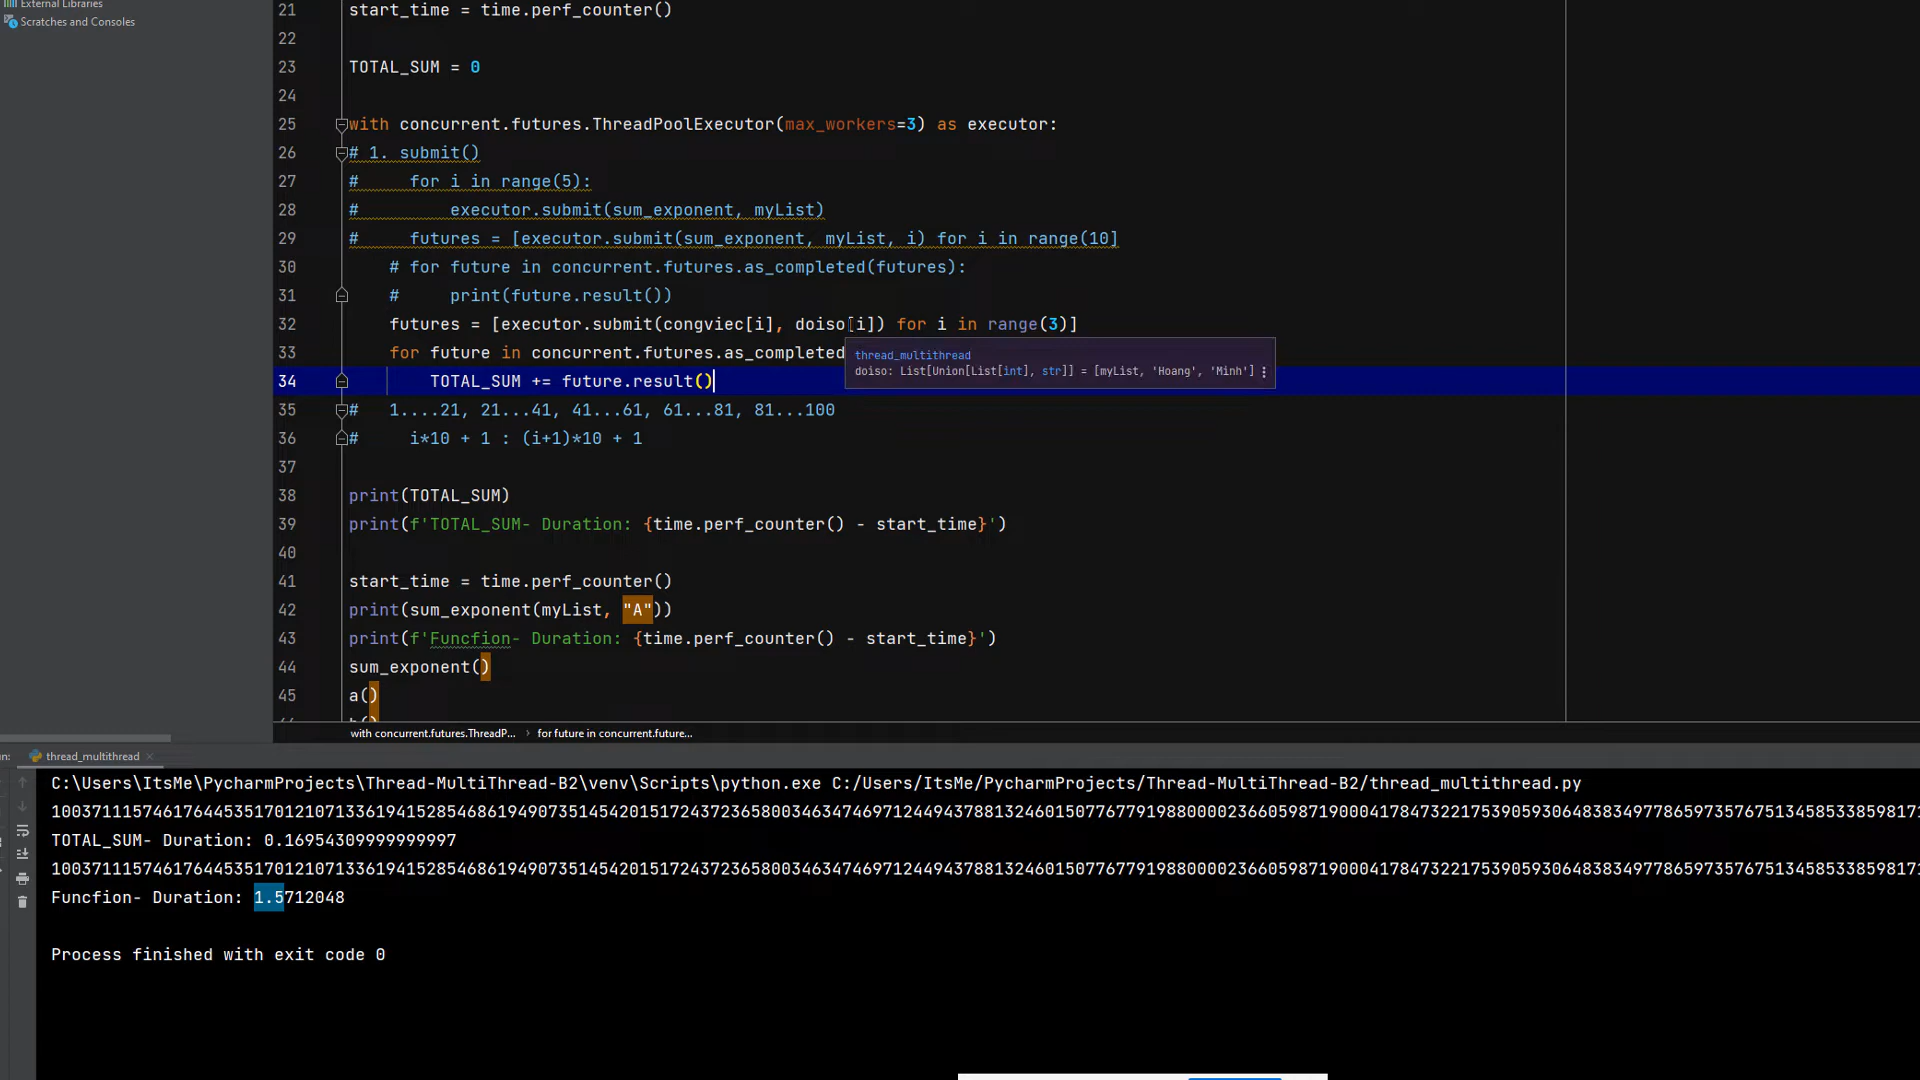 External Libraries
Scratches and Consoles
21 start_time = time.perf_counter()
22
23 TOTAL_SUM = 0
24
25 with concurrent.futures.ThreadPoolExecutor(max_workers=3) as executor:
26 # 1. submit()
27 #     for i in range(5):
28 #         executor.submit(sum_exponent, myList)
29 #     futures = [executor.submit(sum_exponent, myList, i) for i in range(10]
30     # for future in concurrent.futures.as_completed(futures):
31     #     print(future.result())
32     futures = [executor.submit(congviec[i], doiso[i]) for i in range(3)]
33     for future in concurrent.futures.as_completed
thread_multithread
doiso: List[Union[List[int], str]] = [myList, 'Hoang', 'Minh']
34         TOTAL_SUM += future.result()
35 #   1....21, 21...41, 41...61, 61...81, 81...100
36 #     i*10 + 1 : (i+1)*10 + 1
37
38 print(TOTAL_SUM)
39 print(f'TOTAL_SUM- Duration: {time.perf_counter() - start_time}')
40
41 start_time = time.perf_counter()
42 print(sum_exponent(myList, "A"))
43 print(f'Funcfion- Duration: {time.perf_counter() - start_time}')
44 sum_exponent()
45 a()
with concurrent.futures.ThreadP... › for future in concurrent.future...
thread_multithread
C:\Users\ItsMe\PycharmProjects\Thread-MultiThread-B2\venv\Scripts\python.exe C:/Users/ItsMe/PycharmProjects/Thread-MultiThread-B2/thread_multithread.py
TOTAL_SUM- Duration: 0.16954309999999997
Funcfion- Duration: 1.5712048
Process finished with exit code 0